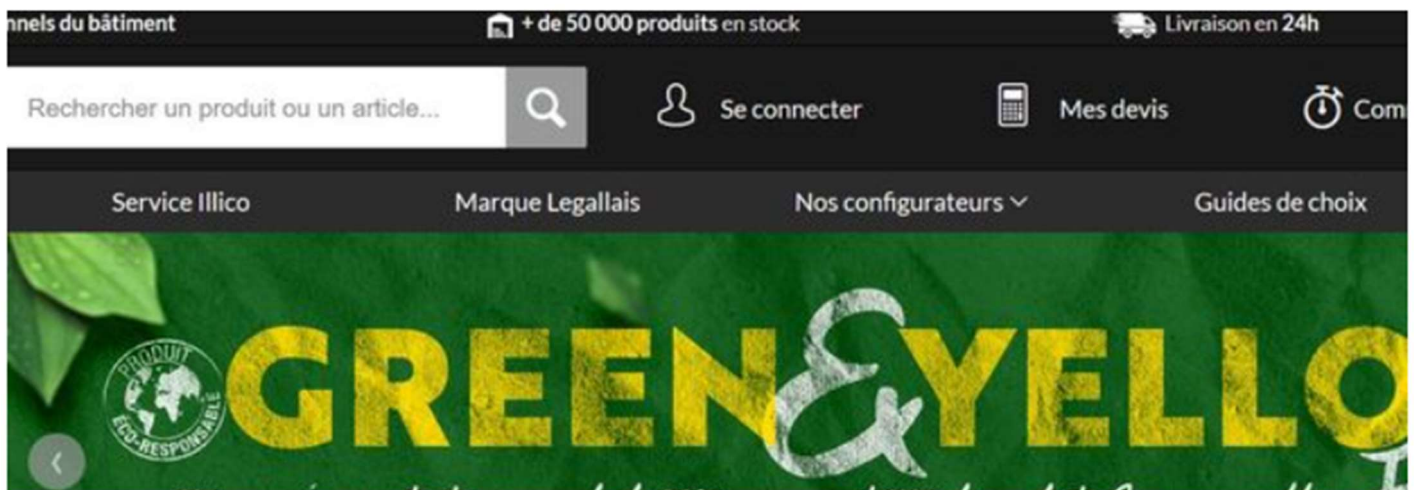 nnels du bâtiment
+ de 50 000 produits en stock
Livraison en 24h
Rechercher un produit ou un article...
Se connecter
Mes devis
Com
Service Illico
Marque Legallais
Nos configurateurs
Guides de choix
PRODUIT
ÉCO-RESPONSABLE
GREEN&YELLO